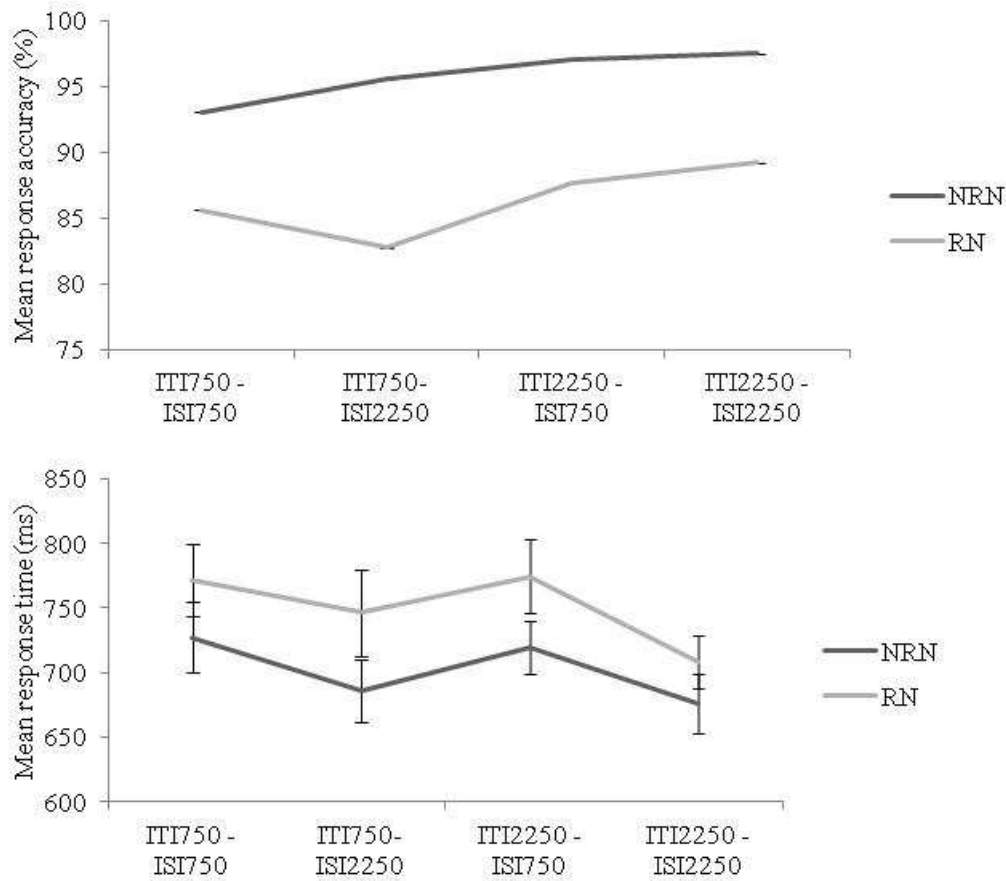 Mean response accuracy (%)
100
95
90
85
80
75
ITI750 -
ISI750
ITI750-
ISI2250
ITI2250 -
ISI750
ITI2250 -
ISI2250
NRN
RN
Mean response time (ms)
850
800
750
700
650
600
ITI750 -
ISI750
ITI750-
ISI2250
ITI2250 -
ISI750
ITI2250 -
ISI2250
NRN
RN